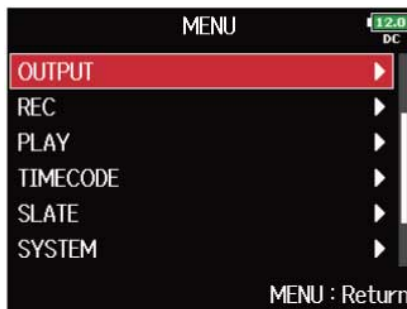 MENU
12.0
DC
OUTPUT
REC
PLAY
TIMECODE
SLATE
SYSTEM
MENU : Return